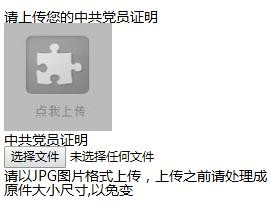 请上传您的中共党员证明
点我上传
中共党员证明
选择文件 未选择任何文件
请以JPG图片格式上传，上传之前请处理成
原件大小尺寸,以免变